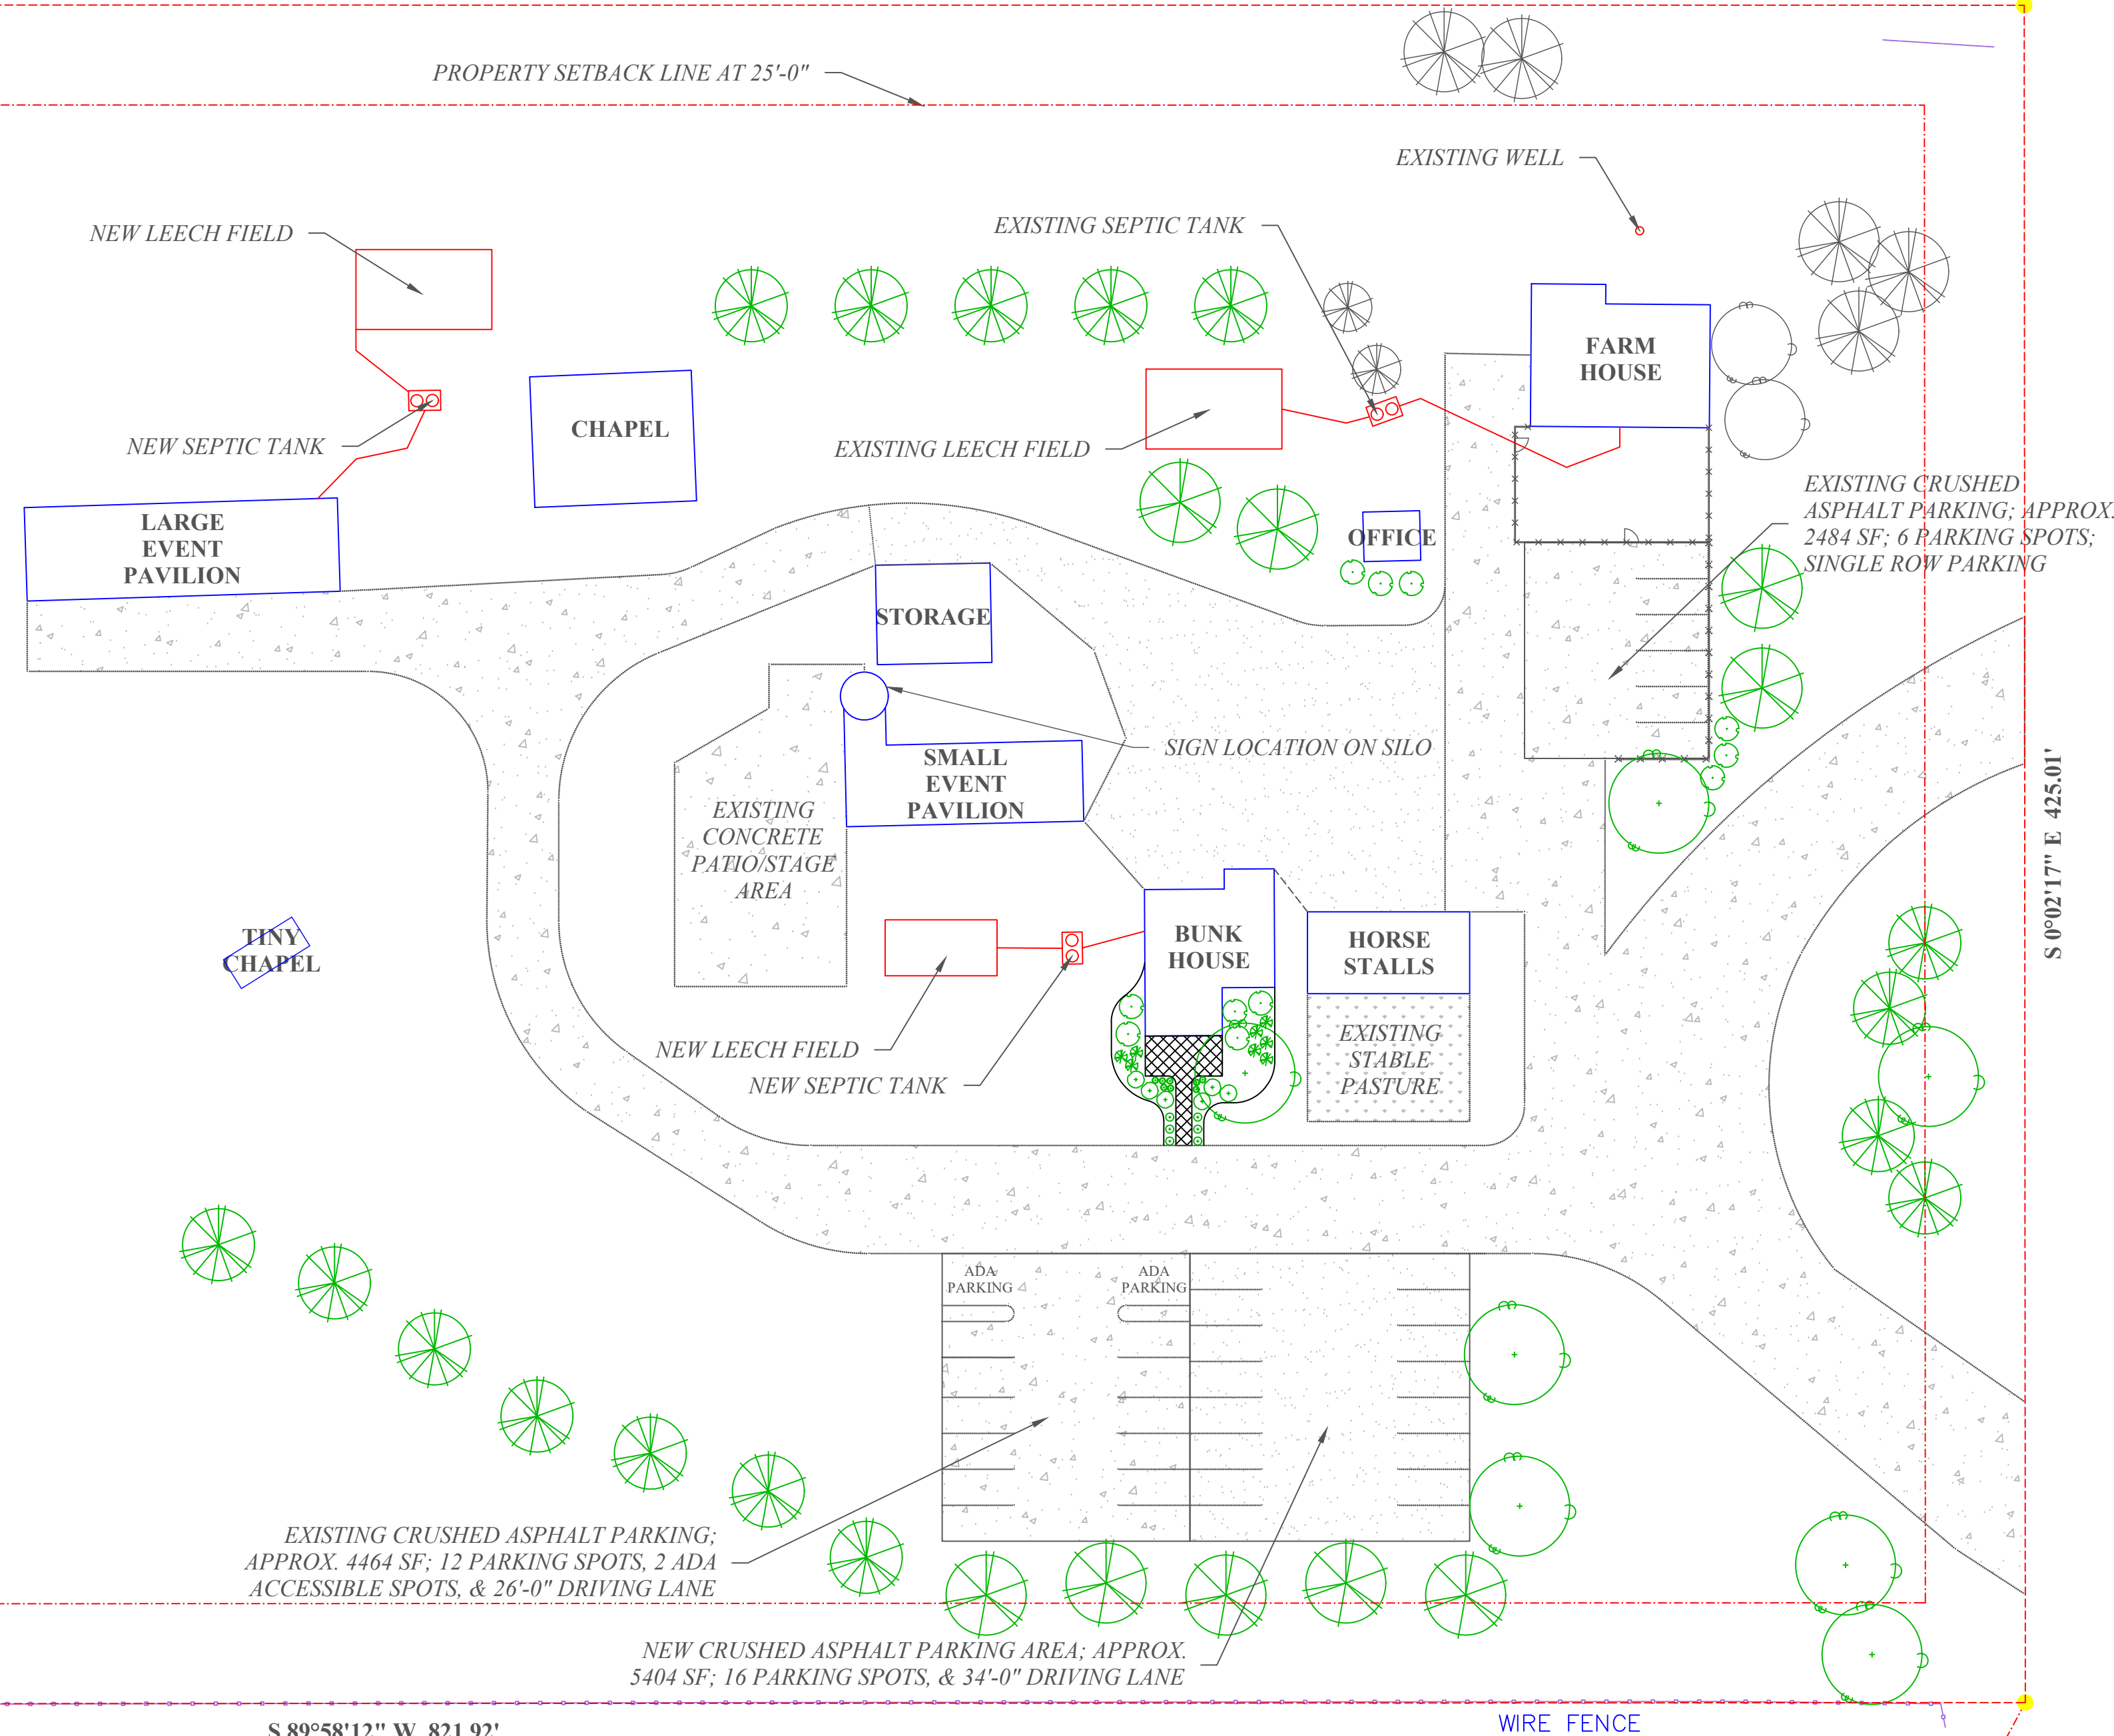 PROPERTY SETBACK LINE AT 25'-0"
EXISTING WELL
NEW LEECH FIELD
EXISTING SEPTIC TANK
FARM
HOUSE
CHAPEL
NEW SEPTIC TANK
EXISTING LEECH FIELD
EXISTING CRUSHED
ASPHALT PARKING; APPROX.
2484 SF; 6 PARKING SPOTS;
SINGLE ROW PARKING
LARGE
EVENT
PAVILION
OFFICE
STORAGE
SIGN LOCATION ON SILO
SMALL
EVENT
PAVILION
EXISTING
CONCRETE
PATIO/STAGE
AREA
S 0°02'17" E 425.01'
TINY
CHAPEL
BUNK
HOUSE
HORSE
STALLS
EXISTING
STABLE
PASTURE
NEW LEECH FIELD
NEW SEPTIC TANK
ADA
PARKING
ADA
PARKING
EXISTING CRUSHED ASPHALT PARKING;
APPROX. 4464 SF; 12 PARKING SPOTS, 2 ADA
ACCESSIBLE SPOTS, & 26'-0" DRIVING LANE
NEW CRUSHED ASPHALT PARKING AREA; APPROX.
5404 SF; 16 PARKING SPOTS, & 34'-0" DRIVING LANE
WIRE FENCE
S 89°58'12" W 821.92'